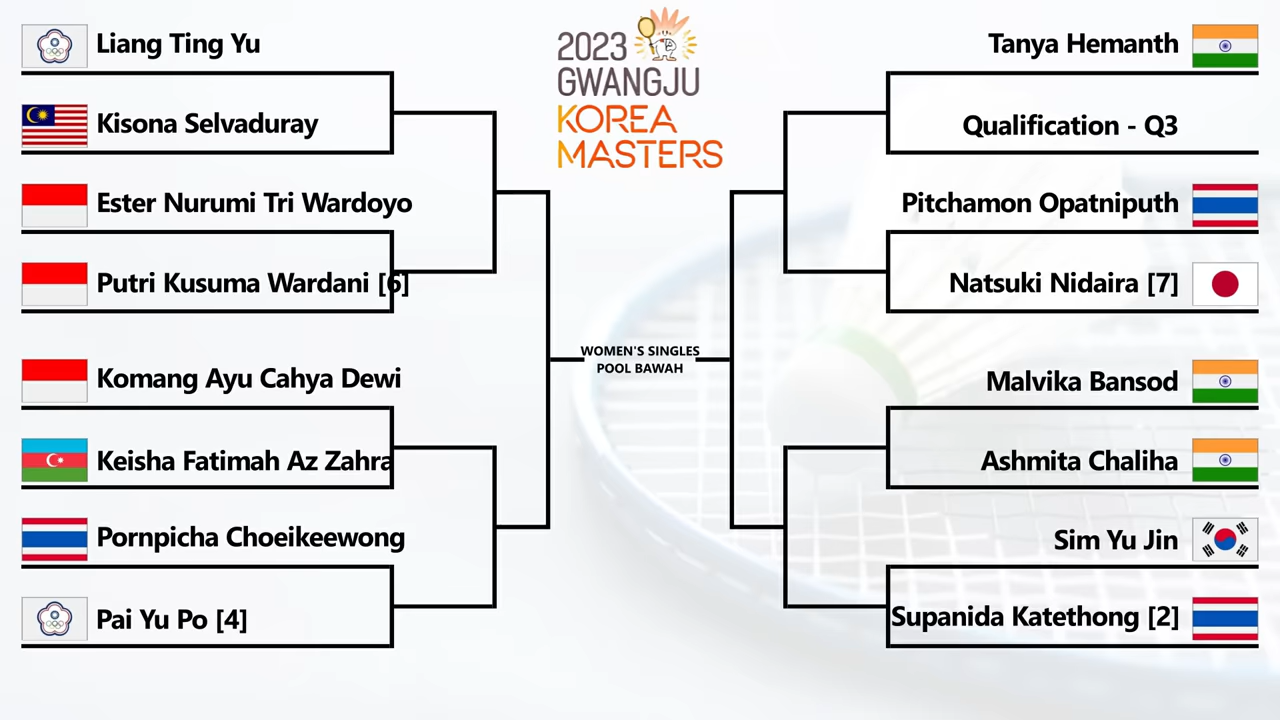 Liang Ting Yu
Kisona Selvaduray
Ester Nurumi Tri Wardoyo
Putri Kusuma Wardani [6]
Komang Ayu Cahya Dewi
Keisha Fatimah Az Zahra
Pornpicha Choeikeewong
Pai Yu Po [4]
2023
GWANGJU
KOREA
MASTERS
WOMEN'S SINGLES
POOL BAWAH
Tanya Hemanth
Qualification - Q3
Pitchamon Opatniputh
Natsuki Nidaira [7]
Malvika Bansod
Ashmita Chaliha
Sim Yu Jin
Supanida Katethong [2]